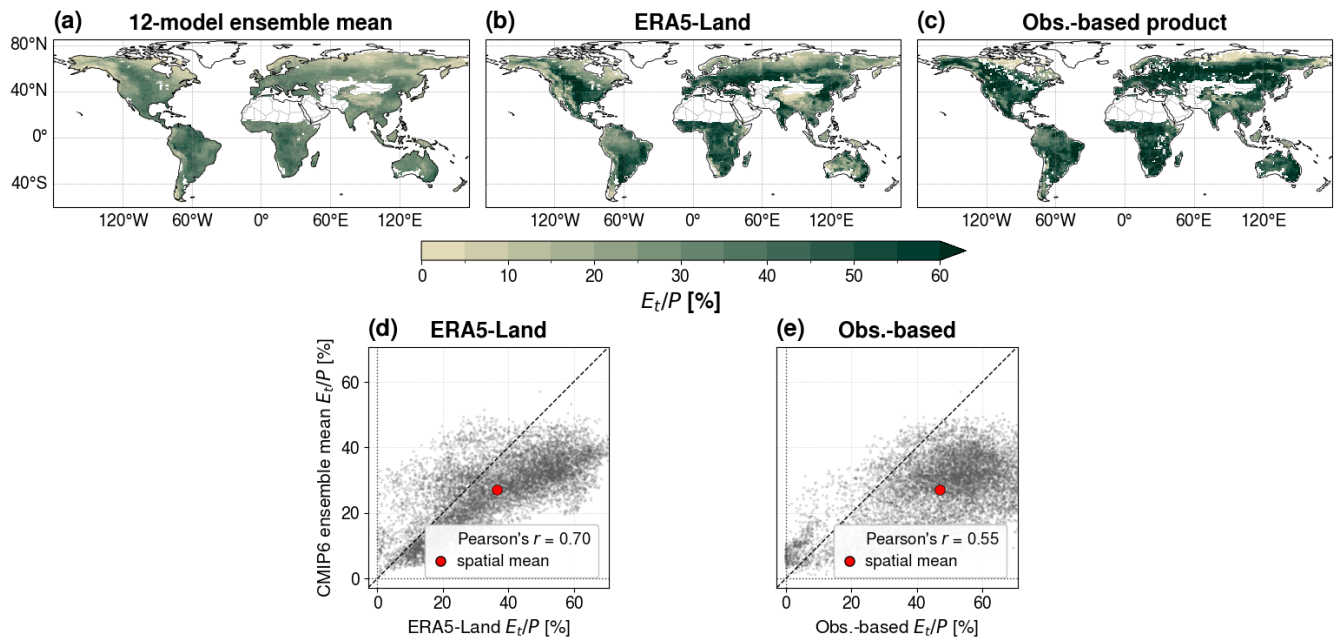 (a) 12-model ensemble mean
(b) ERA5-Land
(c) Obs.-based product
80°N
40°N
0°
40°S
120°W 60°W 0° 60°E 120°E
120°W 60°W 0° 60°E 120°E
120°W 60°W 0° 60°E 120°E
0 10 20 30 40 50 60
Et/P [%]
(d) ERA5-Land
CMIP6 ensemble mean Et/P [%]
60
40
20
0
Pearson's r = 0.70
spatial mean
0 20 40 60
ERA5-Land Et/P [%]
(e) Obs.-based
Pearson's r = 0.55
spatial mean
0 20 40 60
Obs.-based Et/P [%]